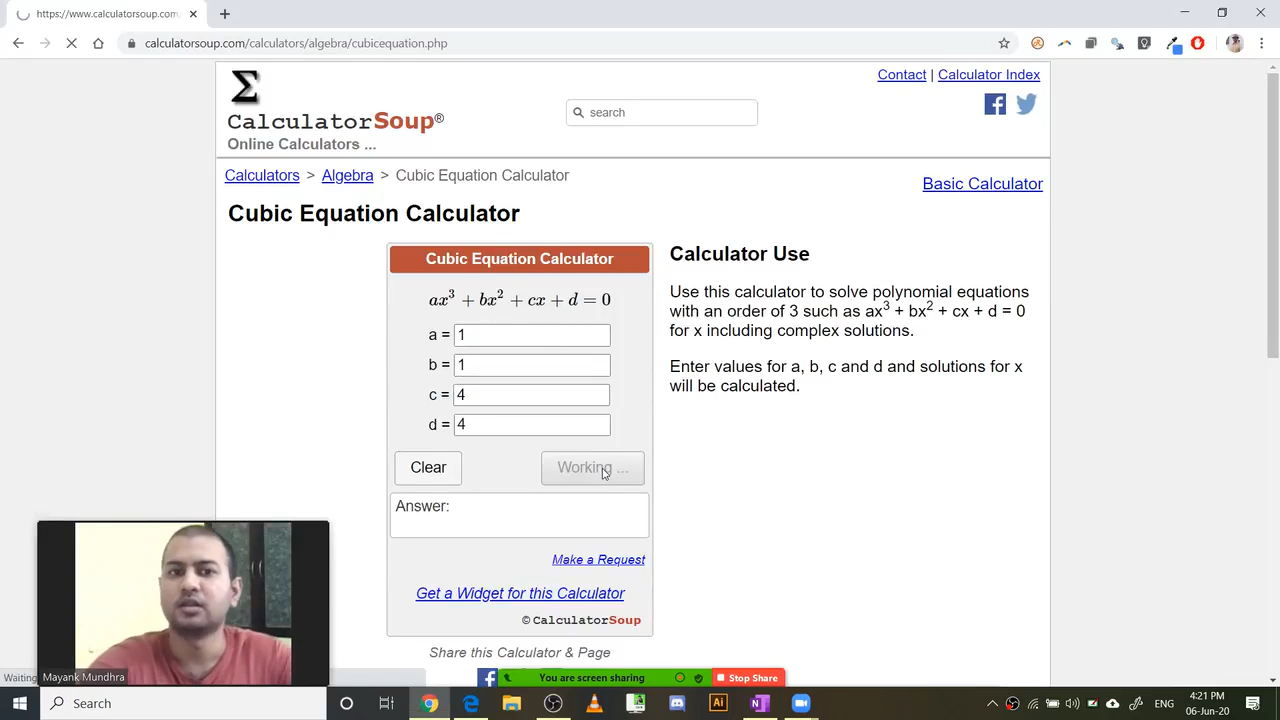 https://www.calculatorsoup.com
calculatorsoup.com/calculators/algebra/cubicequation.php
Contact | Calculator Index
Σ
CalculatorSoup®
Online Calculators ...
search
Calculators > Algebra > Cubic Equation Calculator
Basic Calculator
Cubic Equation Calculator
Cubic Equation Calculator
ax³ + bx² + cx + d = 0
a = 1
b = 1
c = 4
d = 4
Clear
Working ...
Answer:
Make a Request
Get a Widget for this Calculator
© CalculatorSoup
Share this Calculator & Page
Calculator Use
Use this calculator to solve polynomial equations
with an order of 3 such as ax³ + bx² + cx + d = 0
for x including complex solutions.
Enter values for a, b, c and d and solutions for x
will be calculated.
Mayank Mundhra
Waiting
You are screen sharing
Stop Share
Search
Ai
ENG
4:21 PM
06-Jun-20